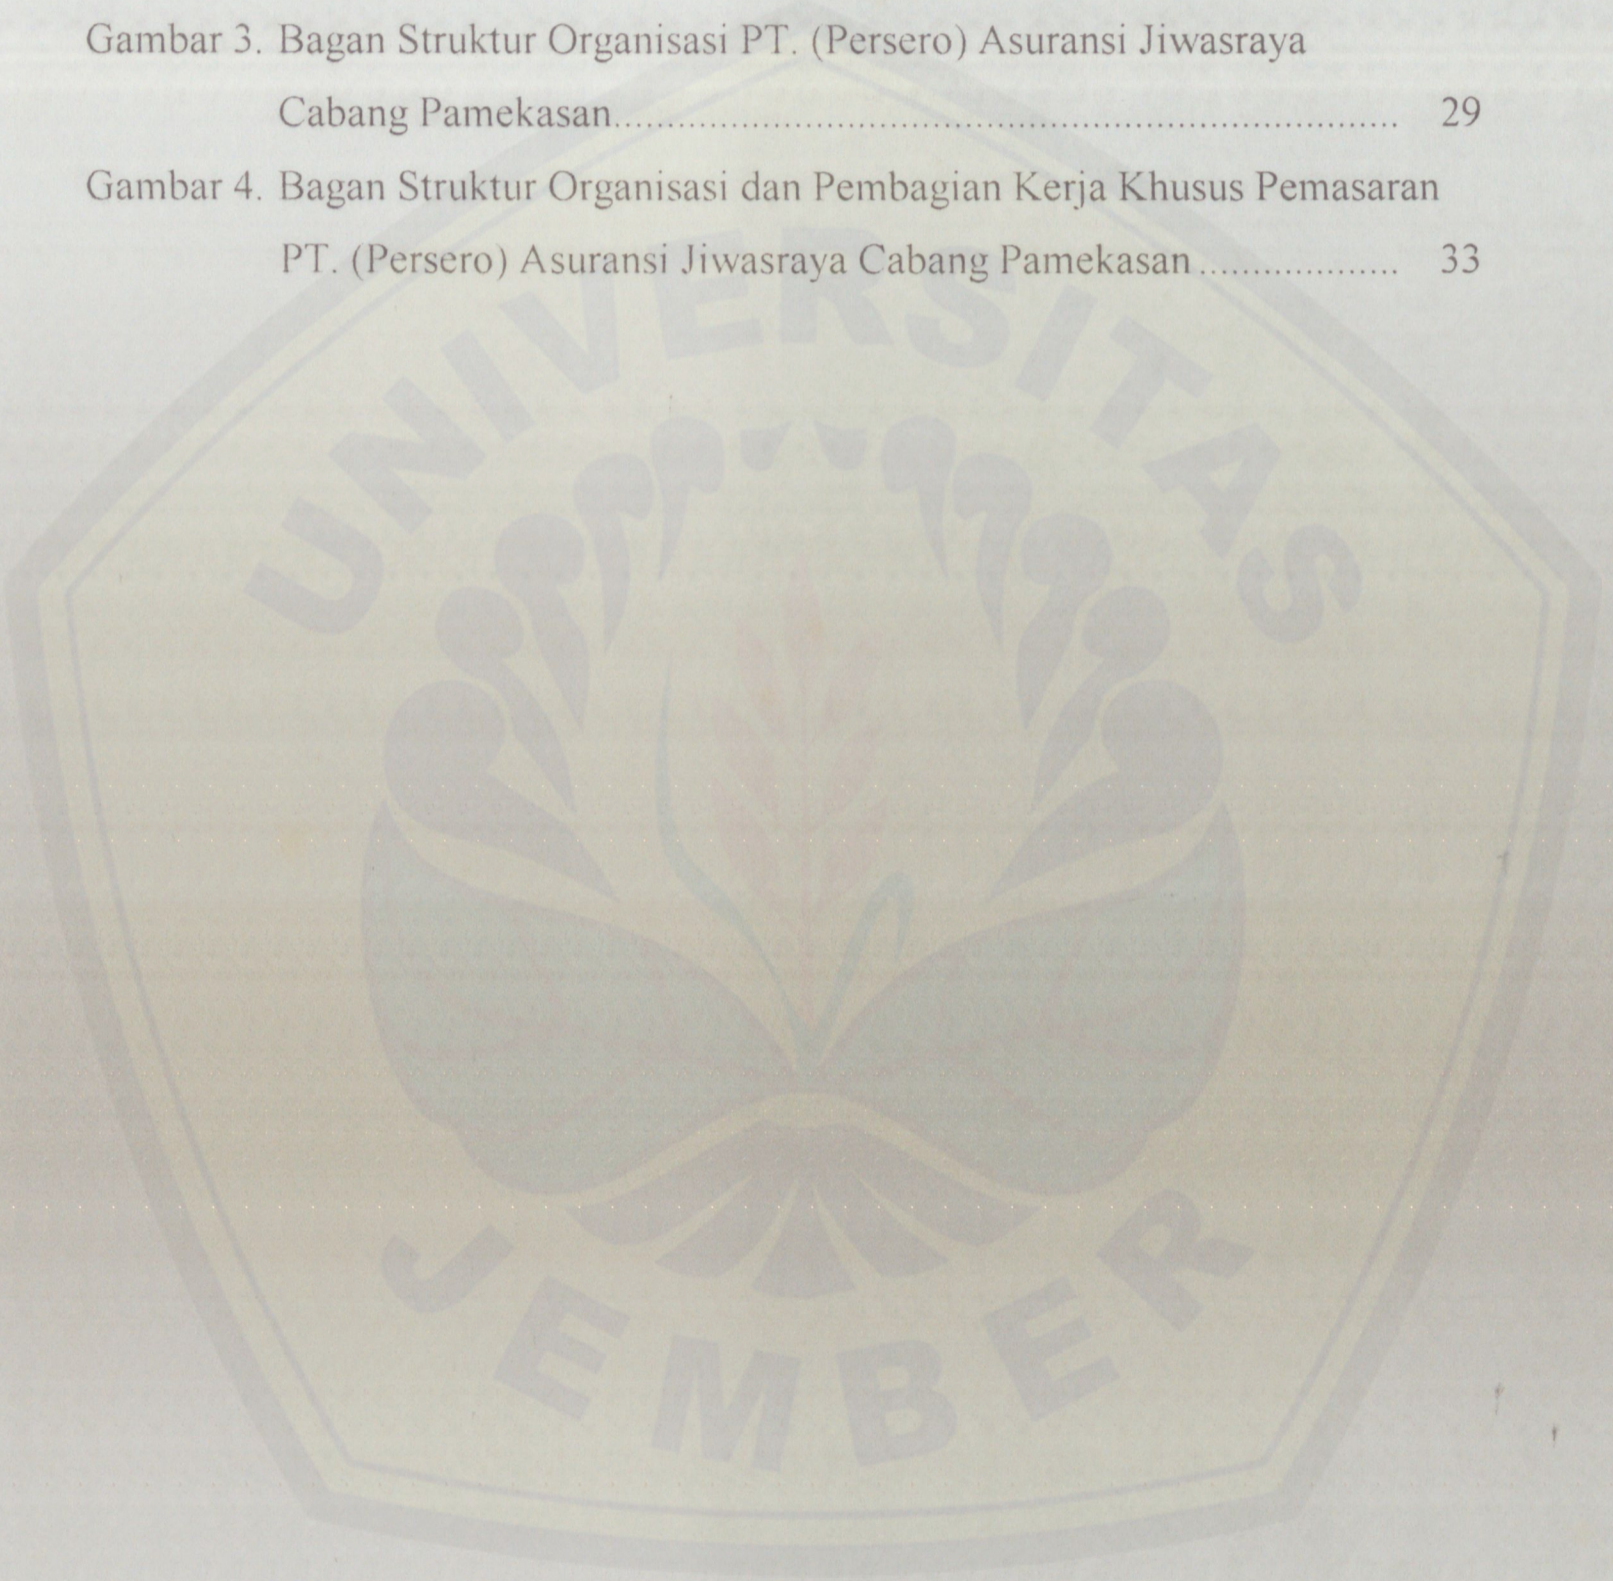 Gambar 3. Bagan Struktur Organisasi PT. (Persero) Asuransi Jiwasraya
Cabang Pamekasan.......................................................................... 29
Gambar 4. Bagan Struktur Organisasi dan Pembagian Kerja Khusus Pemasaran
PT. (Persero) Asuransi Jiwasraya Cabang Pamekasan................... 33
UNIVERSITAS
JEMBER